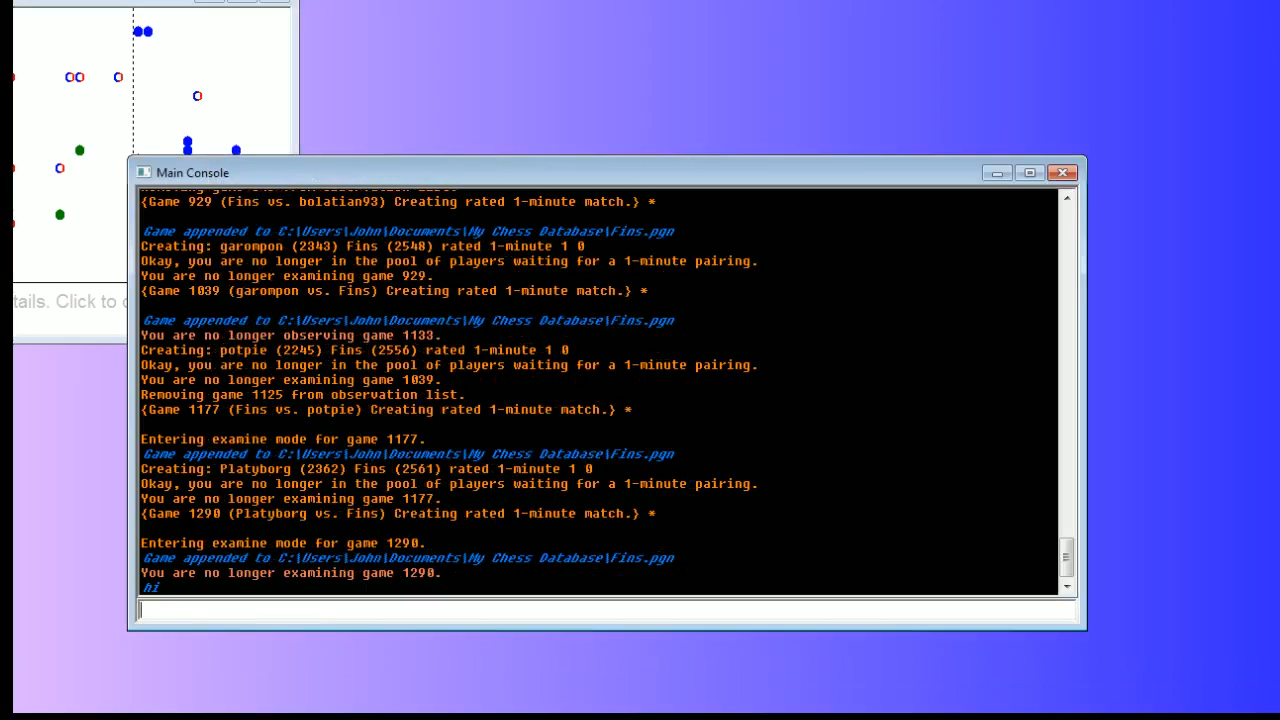 Main Console
{Game 929 (Fins vs. bolatian93) Creating rated 1-minute match.} *
Game appended to C:\Users\John\Documents\My Chess Database\Fins.pgn
Creating: garompon (2343) Fins (2548) rated 1-minute 1 0
Okay, you are no longer in the pool of players waiting for a 1-minute pairing.
You are no longer examining game 929.
{Game 1039 (garompon vs. Fins) Creating rated 1-minute match.} *
tails. Click to
Game appended to C:\Users\John\Documents\My Chess Database\Fins.pgn
You are no longer observing game 1133.
Creating: potpie (2245) Fins (2556) rated 1-minute 1 0
Okay, you are no longer in the pool of players waiting for a 1-minute pairing.
You are no longer examining game 1039.
Removing game 1125 from observation list.
{Game 1177 (Fins vs. potpie) Creating rated 1-minute match.} *
Entering examine mode for game 1177.
Game appended to C:\Users\John\Documents\My Chess Database\Fins.pgn
Creating: Platyborg (2362) Fins (2561) rated 1-minute 1 0
Okay, you are no longer in the pool of players waiting for a 1-minute pairing.
You are no longer examining game 1177.
{Game 1290 (Platyborg vs. Fins) Creating rated 1-minute match.} *
Entering examine mode for game 1290.
Game appended to C:\Users\John\Documents\My Chess Database\Fins.pgn
You are no longer examining game 1290.
hi